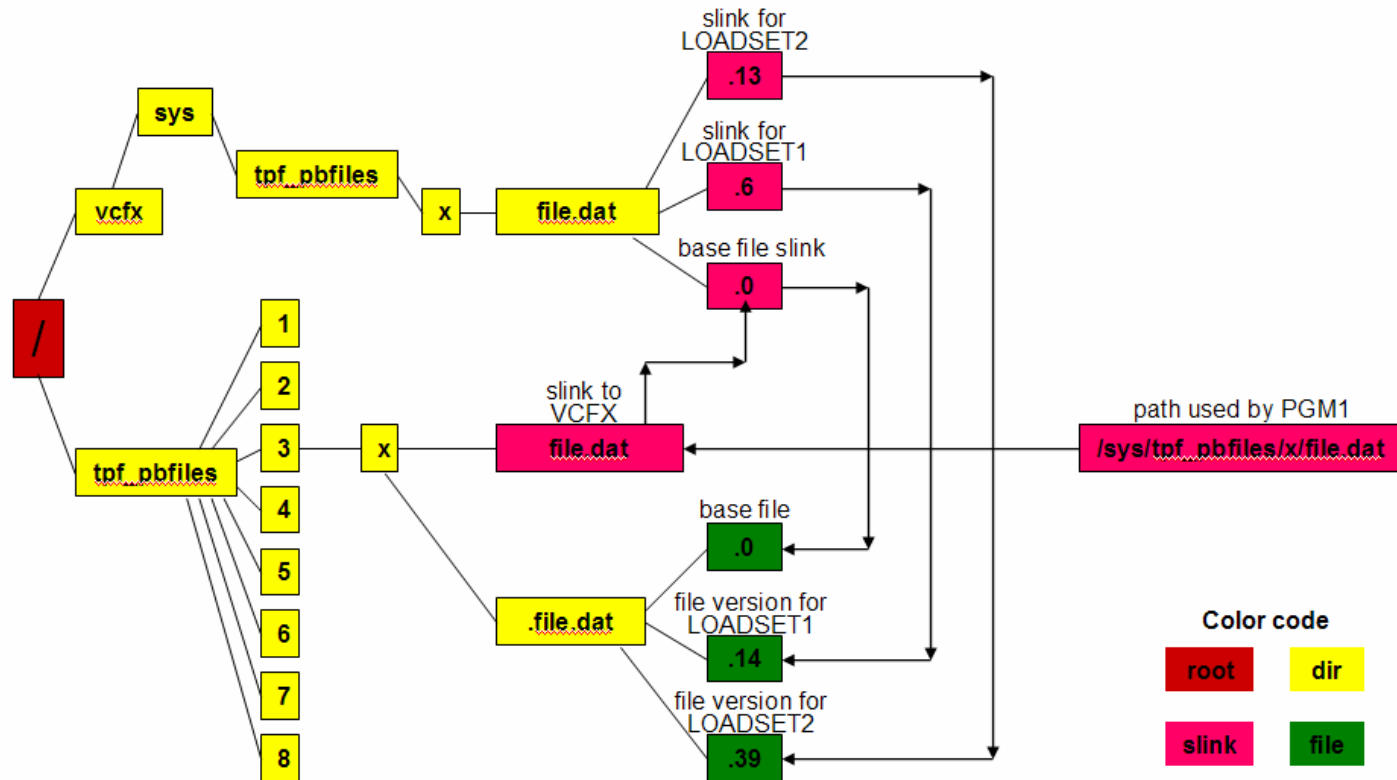 slink for
LOADSET2
.13
sys
slink for
LOADSET1
tpf_pbfiles
.6
vcfx
x
file.dat
base file slink
.0
/
1
2
slink to
VCFX
path used by PGM1
3
x
file.dat
/sys/tpf_pbfiles/x/file.dat
tpf_pbfiles
4
base file
.0
5
file version for
LOADSET1
.file.dat
Color code
6
.14
root
dir
7
file version for
LOADSET2
slink
file
8
.39